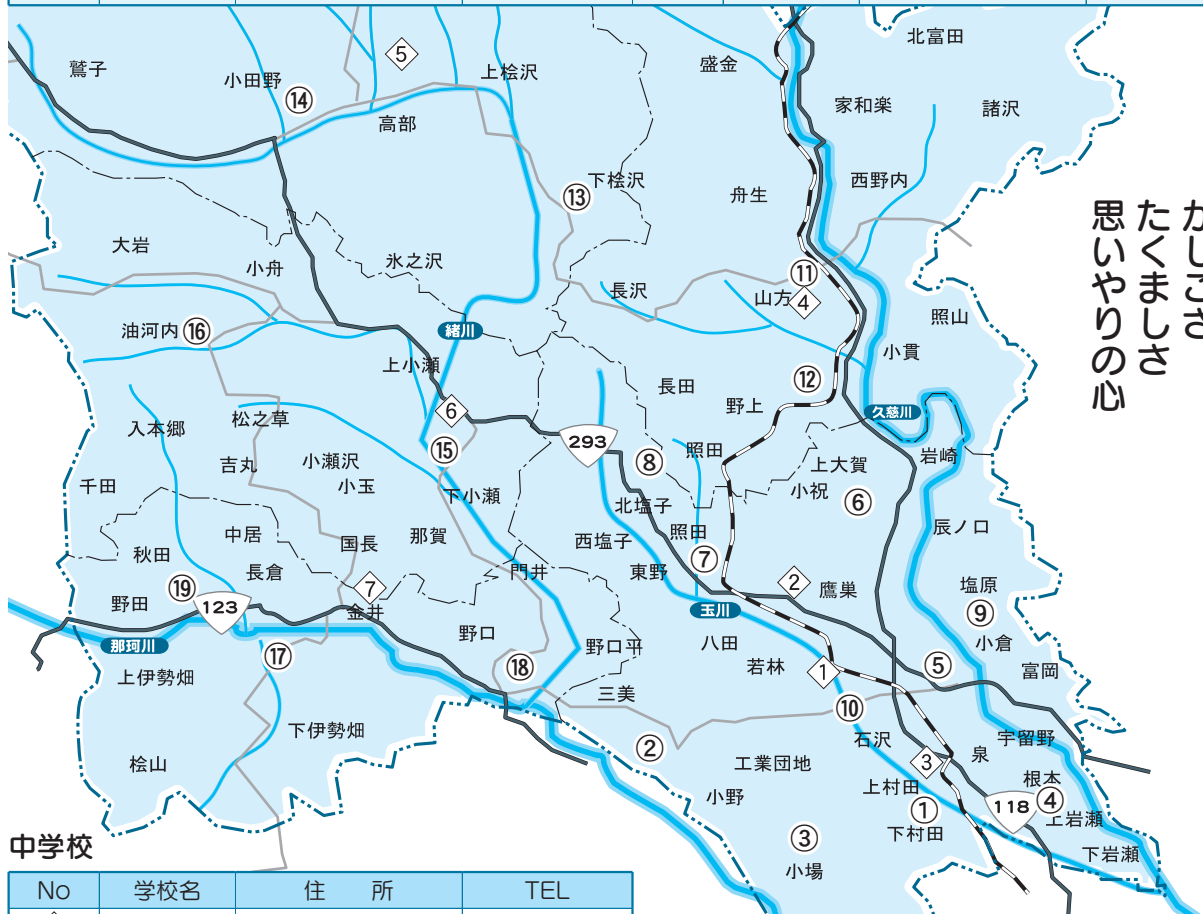 北富田
盛金
5
鷲子
上桧沢
小田野
⑭
家和楽
諸沢
高部
下桧沢
西野内
⑬
舟生
かしこさ
たくましさ
思いやりの心
大岩
小舟
氷之沢
⑪
長沢
山方
4
照山
油河内
⑯
緒川
小貫
上小瀬
⑫
長田
野上
久慈川
6
松之草
入本郷
293
⑮
照田
岩崎
吉丸
小瀬沢
⑧
上大賀
千田
小玉
下小瀬
小祝
⑥
北塩子
中居
国長
那賀
西塩子
照田
辰ノ口
秋田
長倉
門井
東野
⑦
2
鷹巣
塩原
7
⑲
野田
123
金井
玉川
⑨
那珂川
野口
野口平
八田
小倉
上伊勢畑
⑰
⑱
若林
1
⑤
富岡
三美
⑩
下伊勢畑
②
石沢
宇留野
桧山
工業団地
3
泉
根本
小野
上村田
118
④
上岩瀬
①
下村田
③
下岩瀬
小場
中学校
No 学校名 住所 TEL